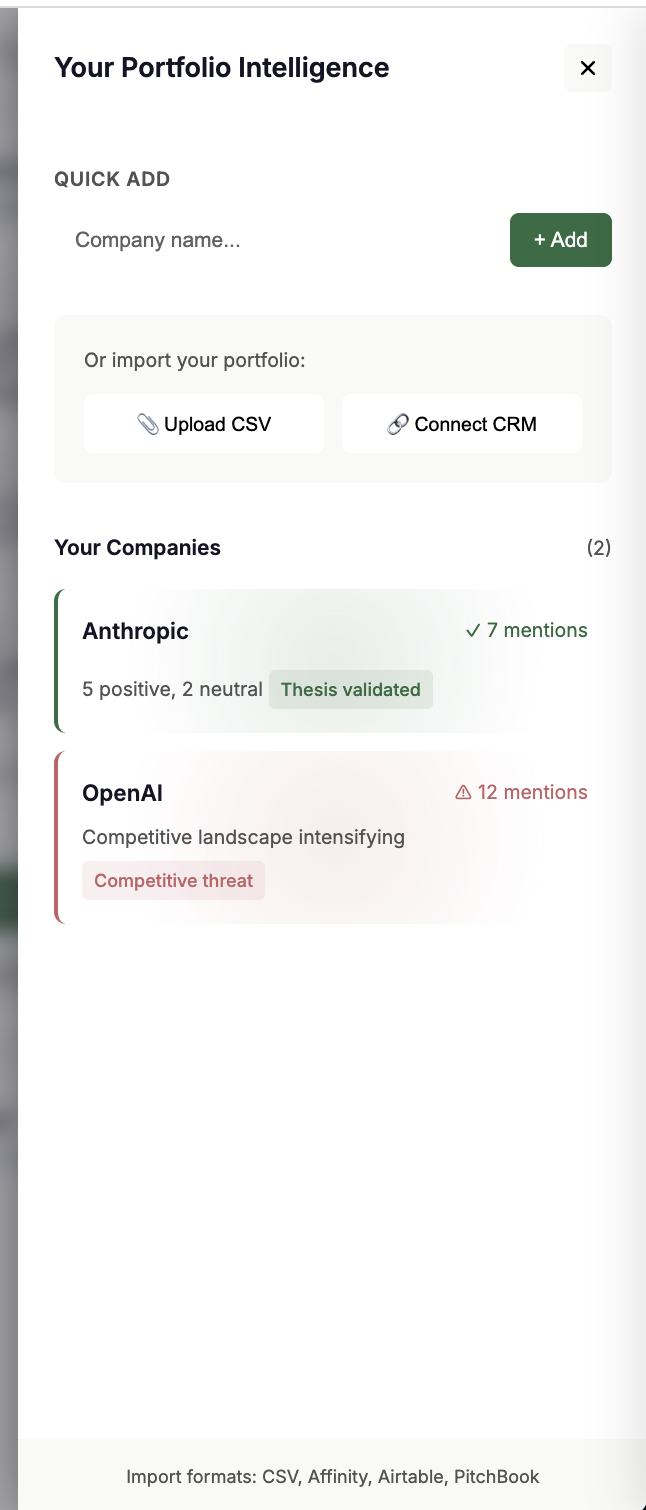 Your Portfolio Intelligence
QUICK ADD
Company name...
+ Add
Or import your portfolio:
Upload CSV
Connect CRM
Your Companies
(2)
Anthropic
✓ 7 mentions
5 positive, 2 neutral
Thesis validated
OpenAI
⚠ 12 mentions
Competitive landscape intensifying
Competitive threat
Import formats: CSV, Affinity, Airtable, PitchBook